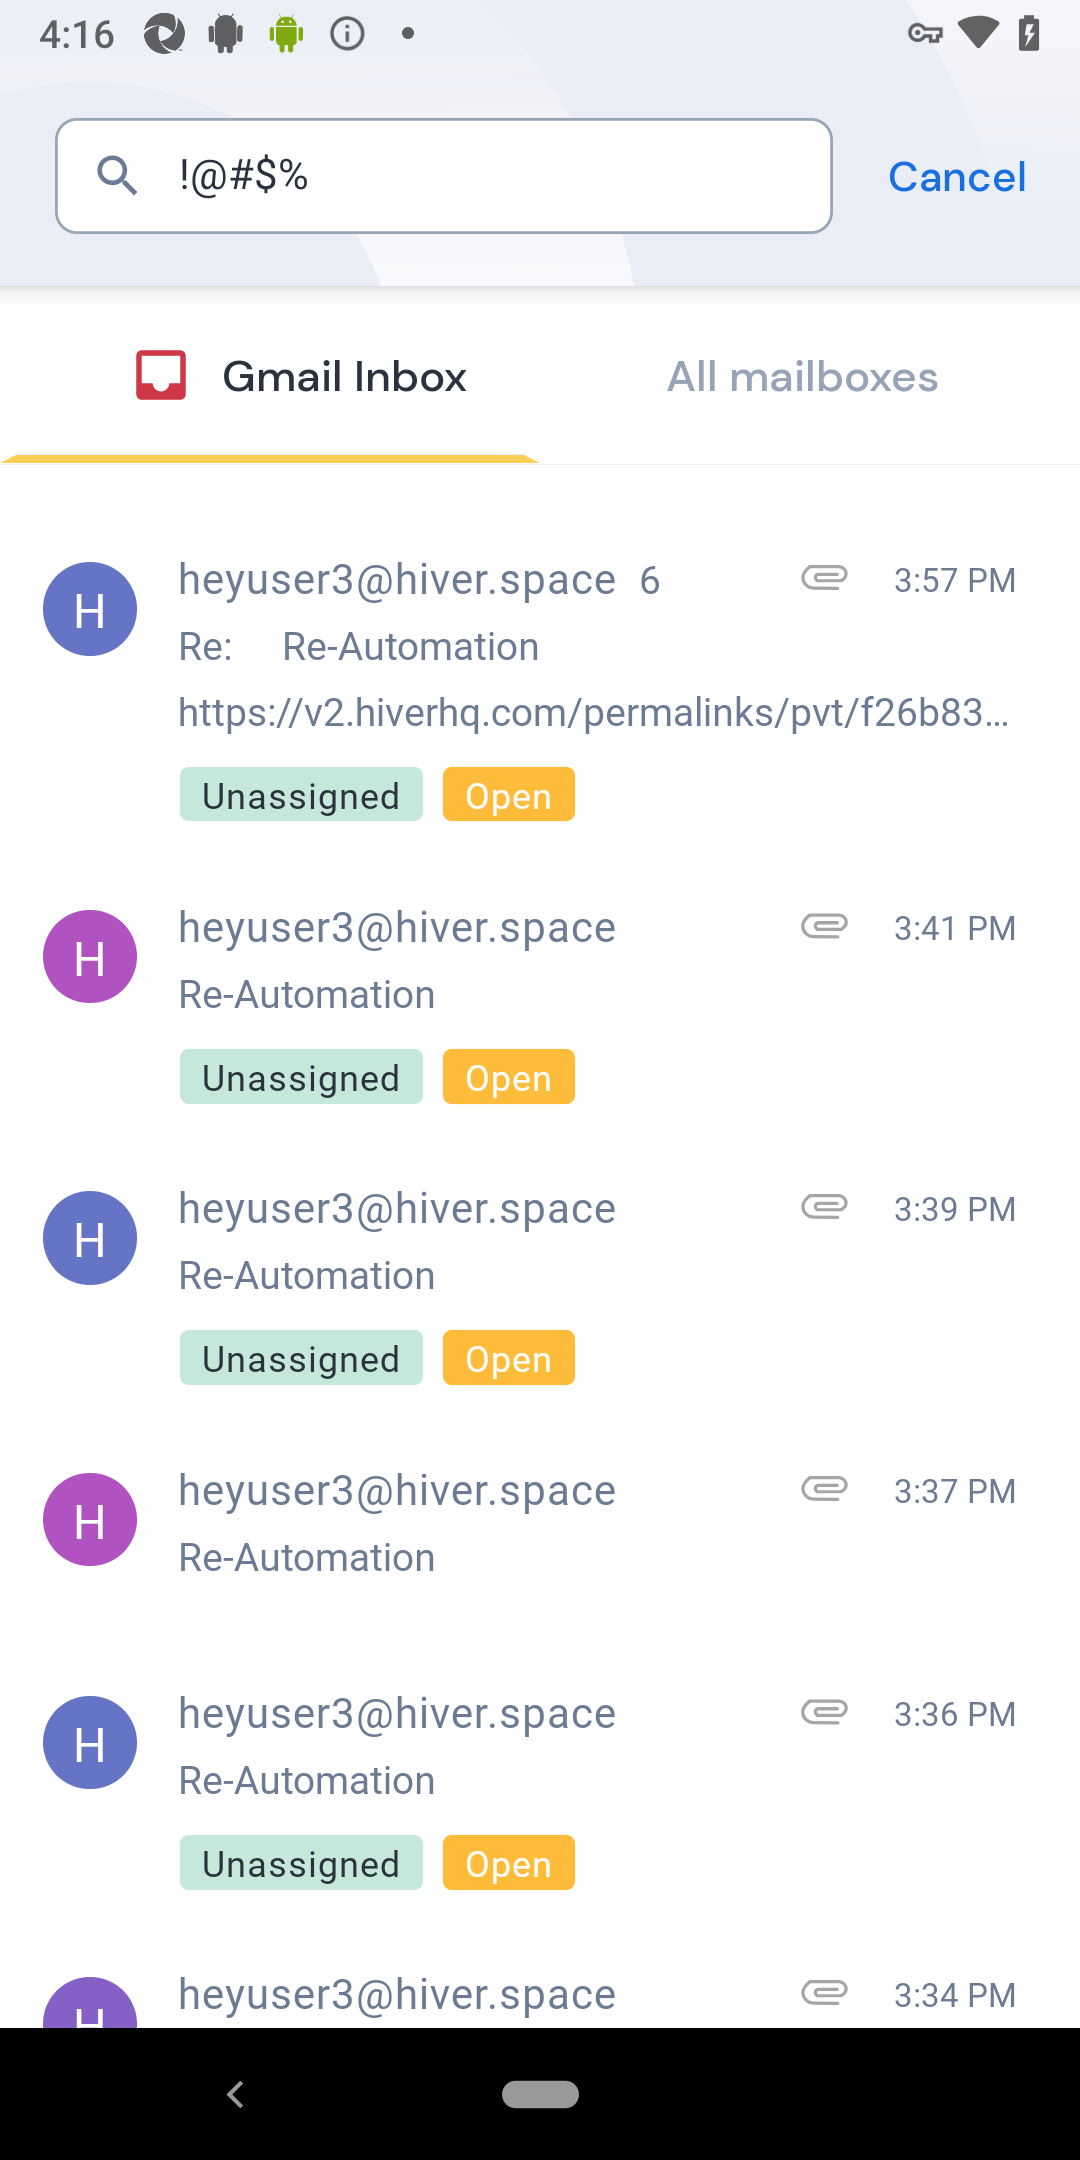 4:16
!@#$%
Cancel
Gmail Inbox
All mailboxes
H
heyuser3@hiver.space 6
3:57 PM
Re: Re-Automation
https://v2.hiverhq.com/permalinks/pvt/f26b83...
Unassigned
Open
H
heyuser3@hiver.space
3:41 PM
Re-Automation
Unassigned
Open
H
heyuser3@hiver.space
3:39 PM
Re-Automation
Unassigned
Open
H
heyuser3@hiver.space
3:37 PM
Re-Automation
H
heyuser3@hiver.space
3:36 PM
Re-Automation
Unassigned
Open
H
heyuser3@hiver.space
3:34 PM